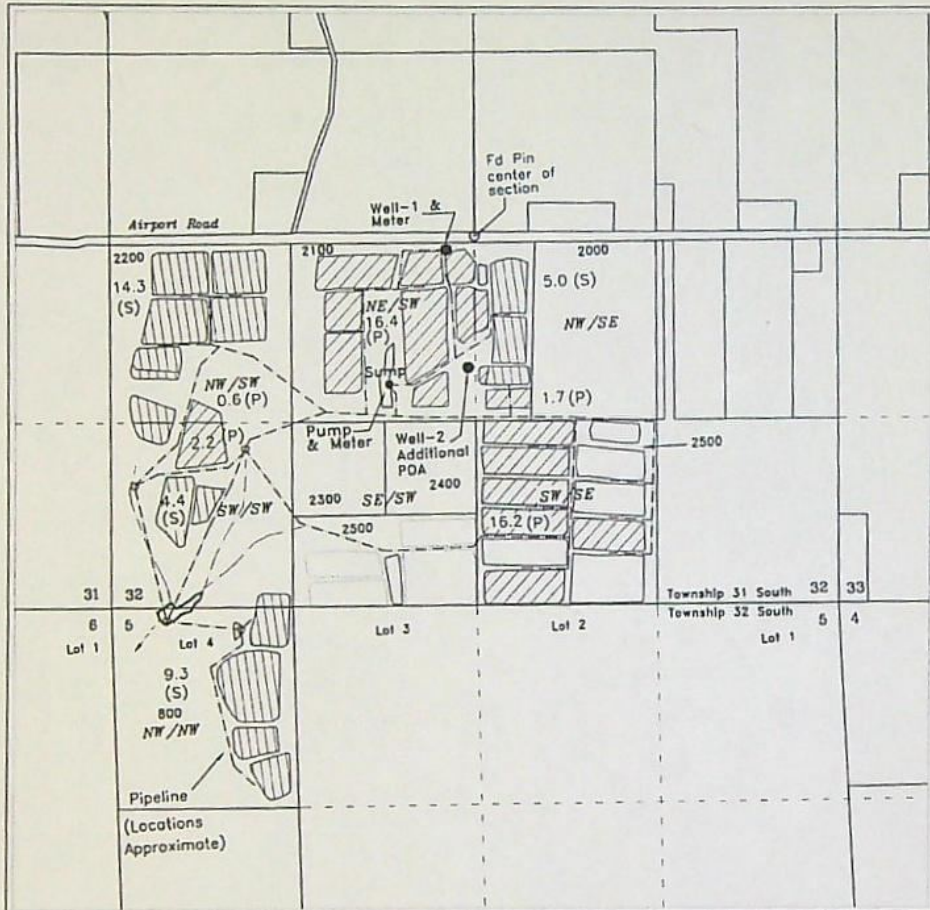 Fd Pin
center of
section
Well-1 &
Meter
Airport Road
2200
14.3
(S)
2100
2000
5.0 (S)
NW/SE
NE/SW
16.4
(P)
Sump
NW/SW
0.6 (P)
1.7 (P)
2.2 (P)
Pump
& Meter
Well-2
Additional
POA
2500
4.4
(S)
SW/SW
2300
SE/SW
2400
SW/SE
2500
16.2 (P)
31
32
Township 31 South
32
33
6
5
Township 32 South
5
4
Lot 1
Lot 4
Lot 3
Lot 2
Lot 1
9.3
(S)
800
NW/NW
Pipeline
(Locations
Approximate)